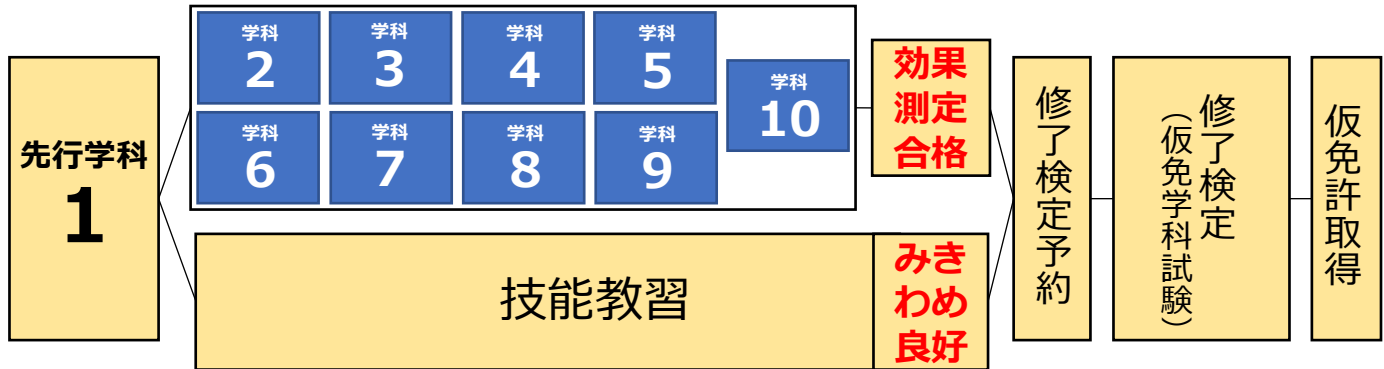 先行学科
1
学科
2
学科
3
学科
4
学科
5
学科
6
学科
7
学科
8
学科
9
学科
10
効果
測定
合格
技能教習
みき
わめ
良好
修了検定予約
修了検定
（仮免学科試験）
仮免許取得